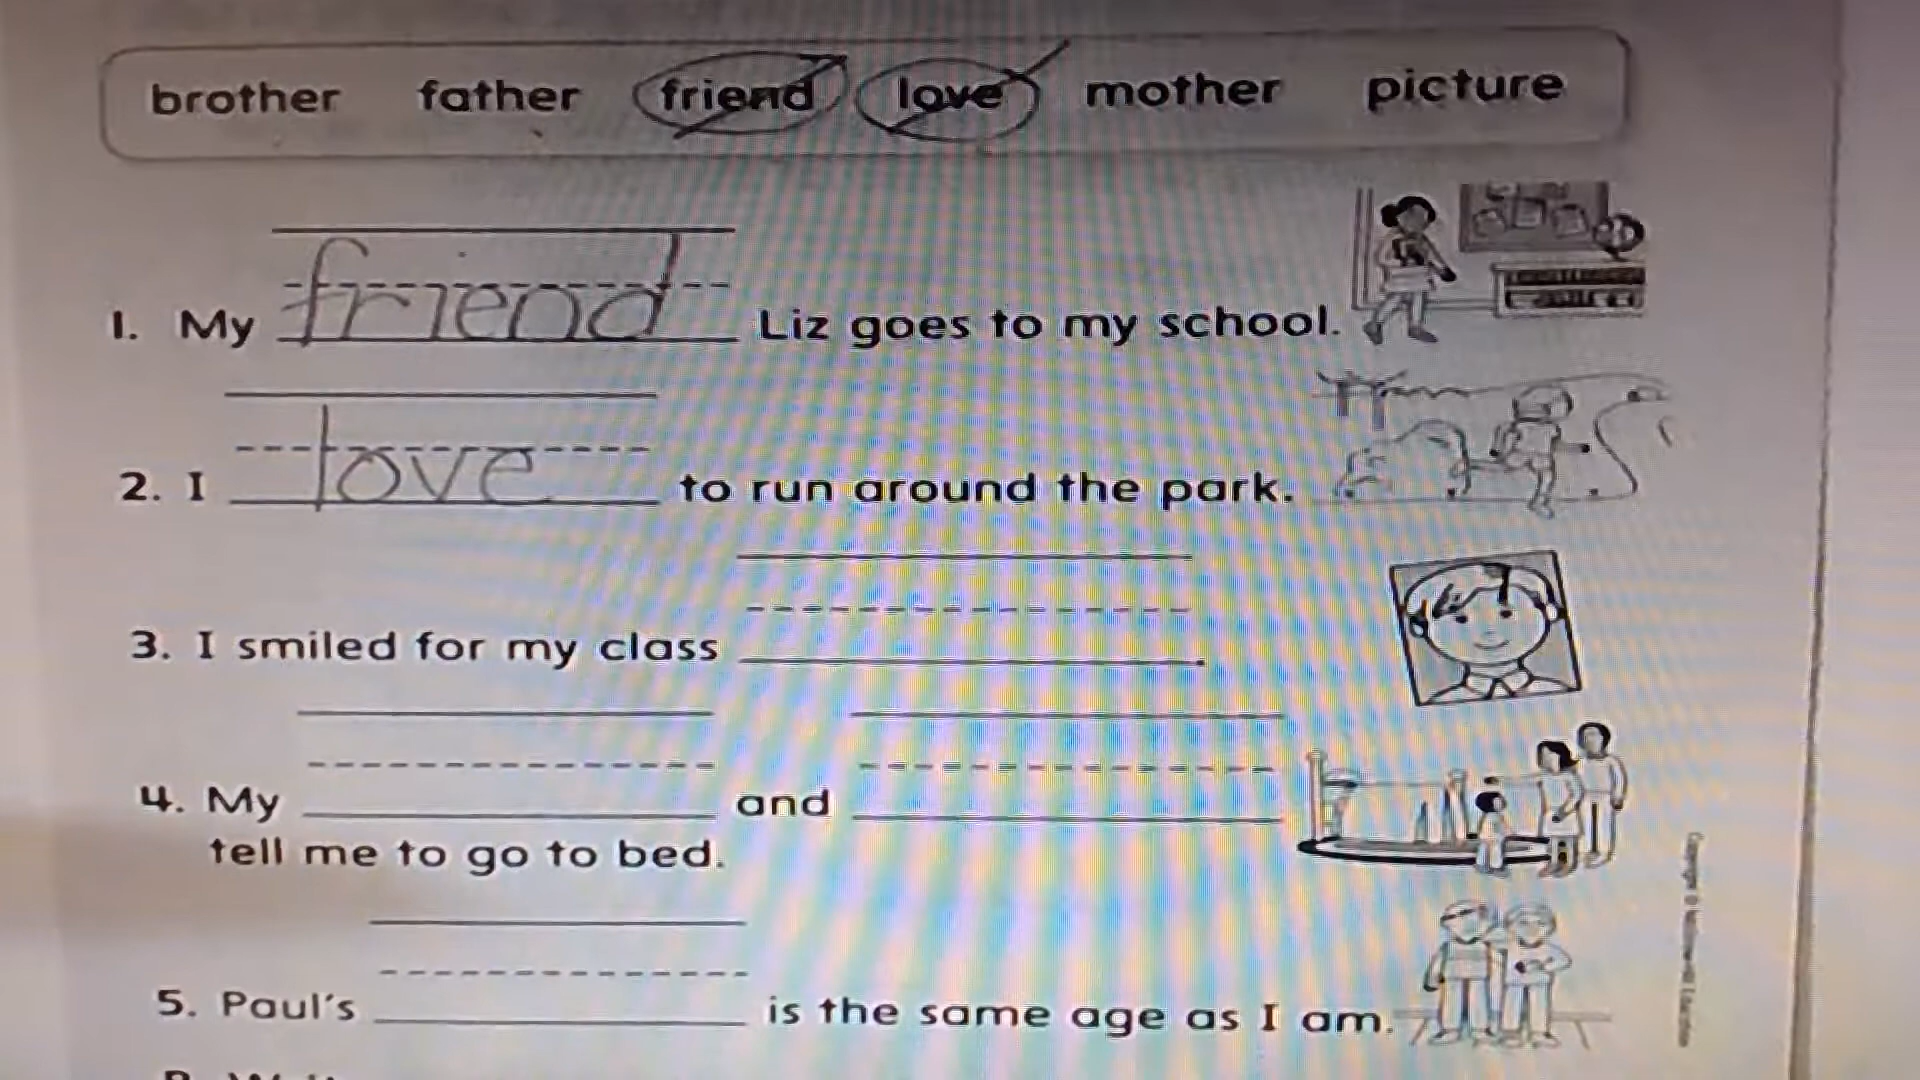 brother father friend love mother picture
1. My friend Liz goes to my school.
2. I love to run around the park.
3. I smiled for my class .
4. My and
tell me to go to bed.
5. Paul's is the same age as I am.